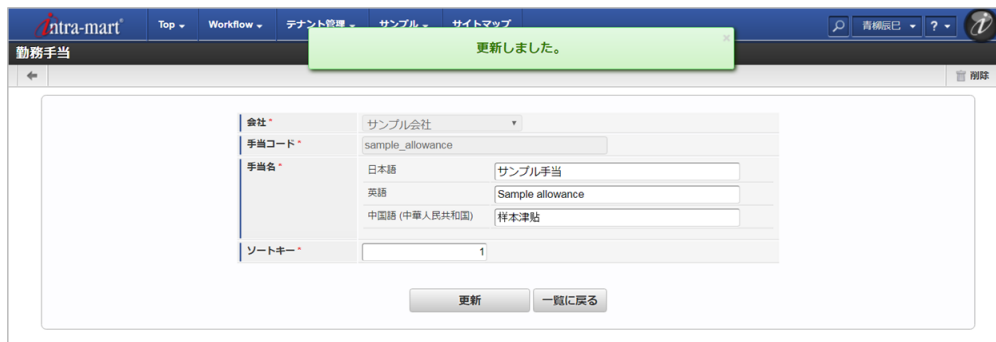 intra-mart Top Workflow テナント管理 サンプル サイトマップ 青柳辰巳 ?
更新しました。 ×
勤務手当
削除
会社 * サンプル会社
手当コード * sample_allowance
手当名 * 日本語 サンプル手当
英語 Sample allowance
中国語 (中華人民共和国) 样本津贴
ソートキー * 1
更新 一覧に戻る